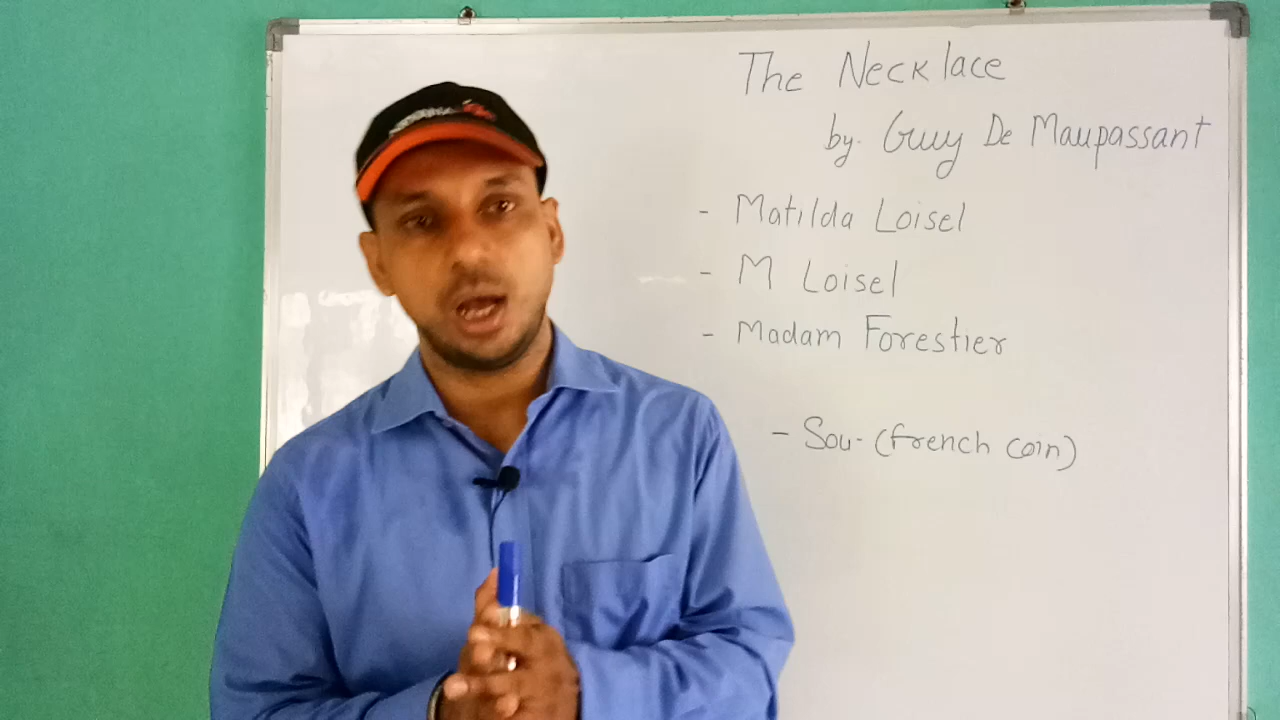 The Necklace
by. Guy De Maupassant
- Matilda Loisel
- M Loisel
- Madam Forestier
- Sou- (french coin)